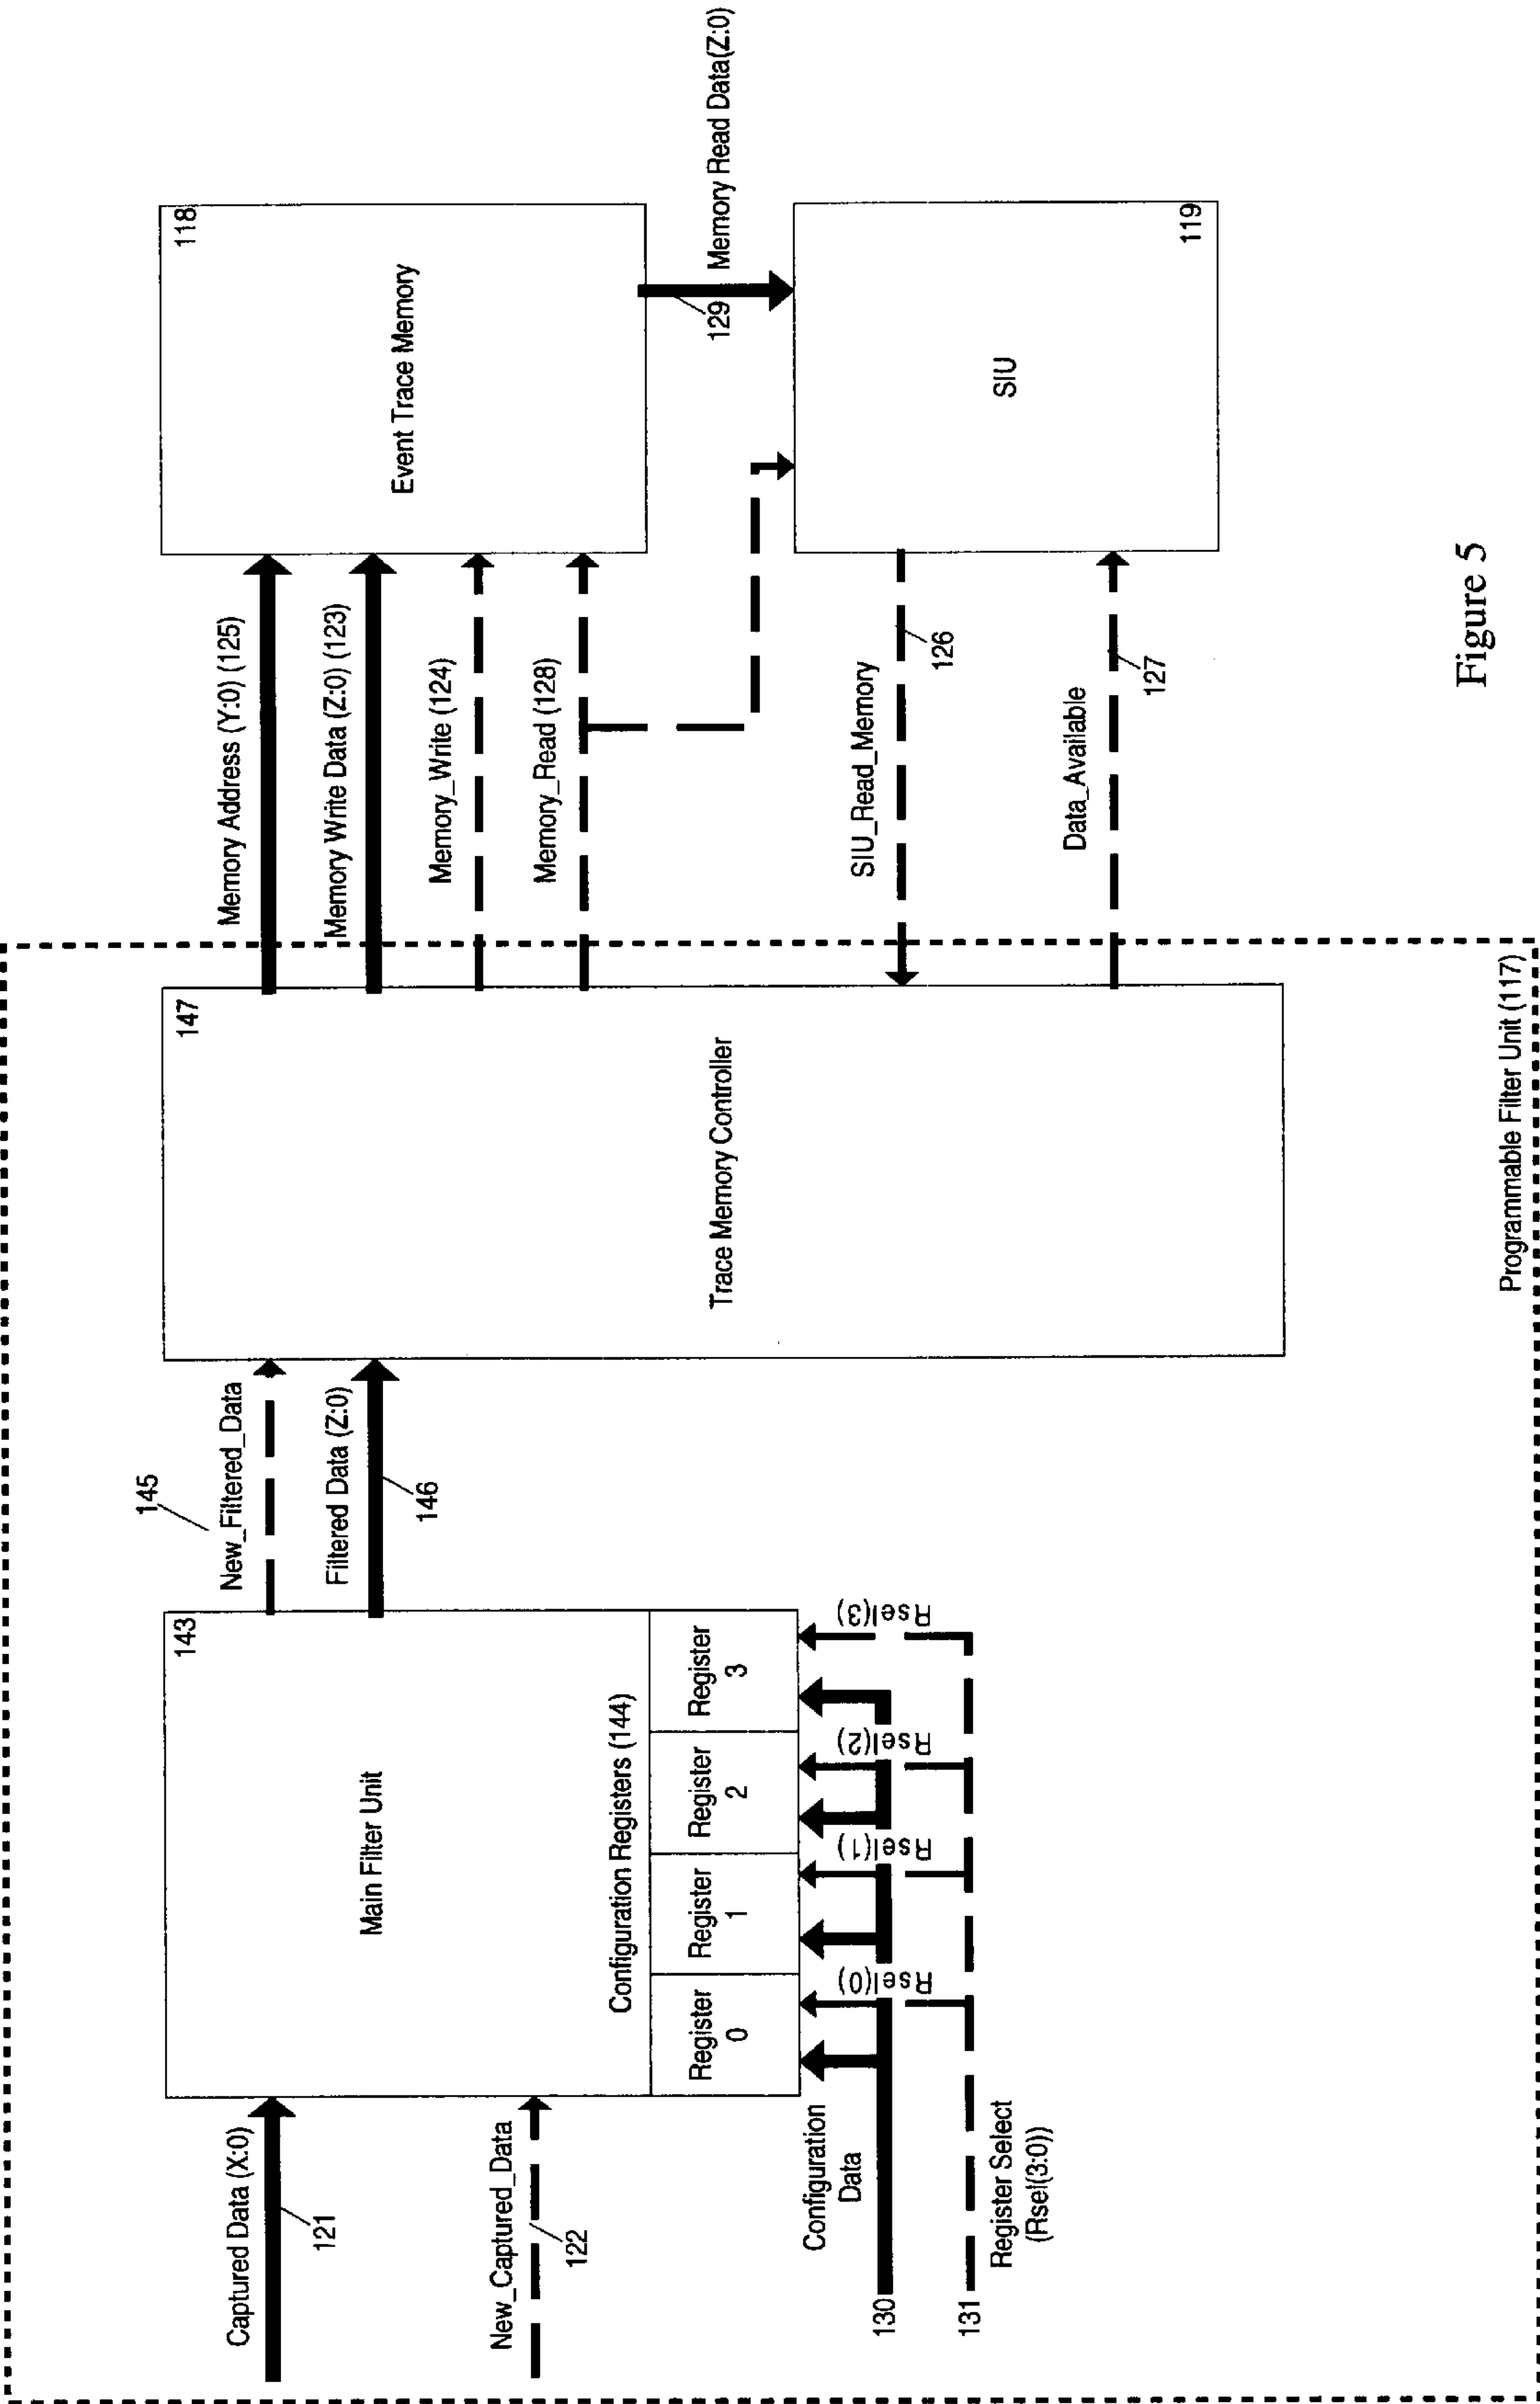 Captured Data (X:0)
121
New_Captured_Data
122
143
Main Filter Unit
Configuration Registers (144)
Register
0
Register
1
Register
2
Register
3
Rsel(0)
Rsel(1)
Rsel(2)
Rsel(3)
Configuration
Data
130
131
Register Select
(Rsel(3:0))
145
New_Filtered_Data
Filtered Data (Z:0)
146
147
Trace Memory Controller
Memory Address (Y:0) (125)
Memory Write Data (Z:0) (123)
Memory_Write (124)
Memory_Read (128)
SIU_Read_Memory
126
Data_Available
127
118
Event Trace Memory
129
Memory Read Data(Z:0)
SIU
119
Programmable Filter Unit (117)
Figure 5